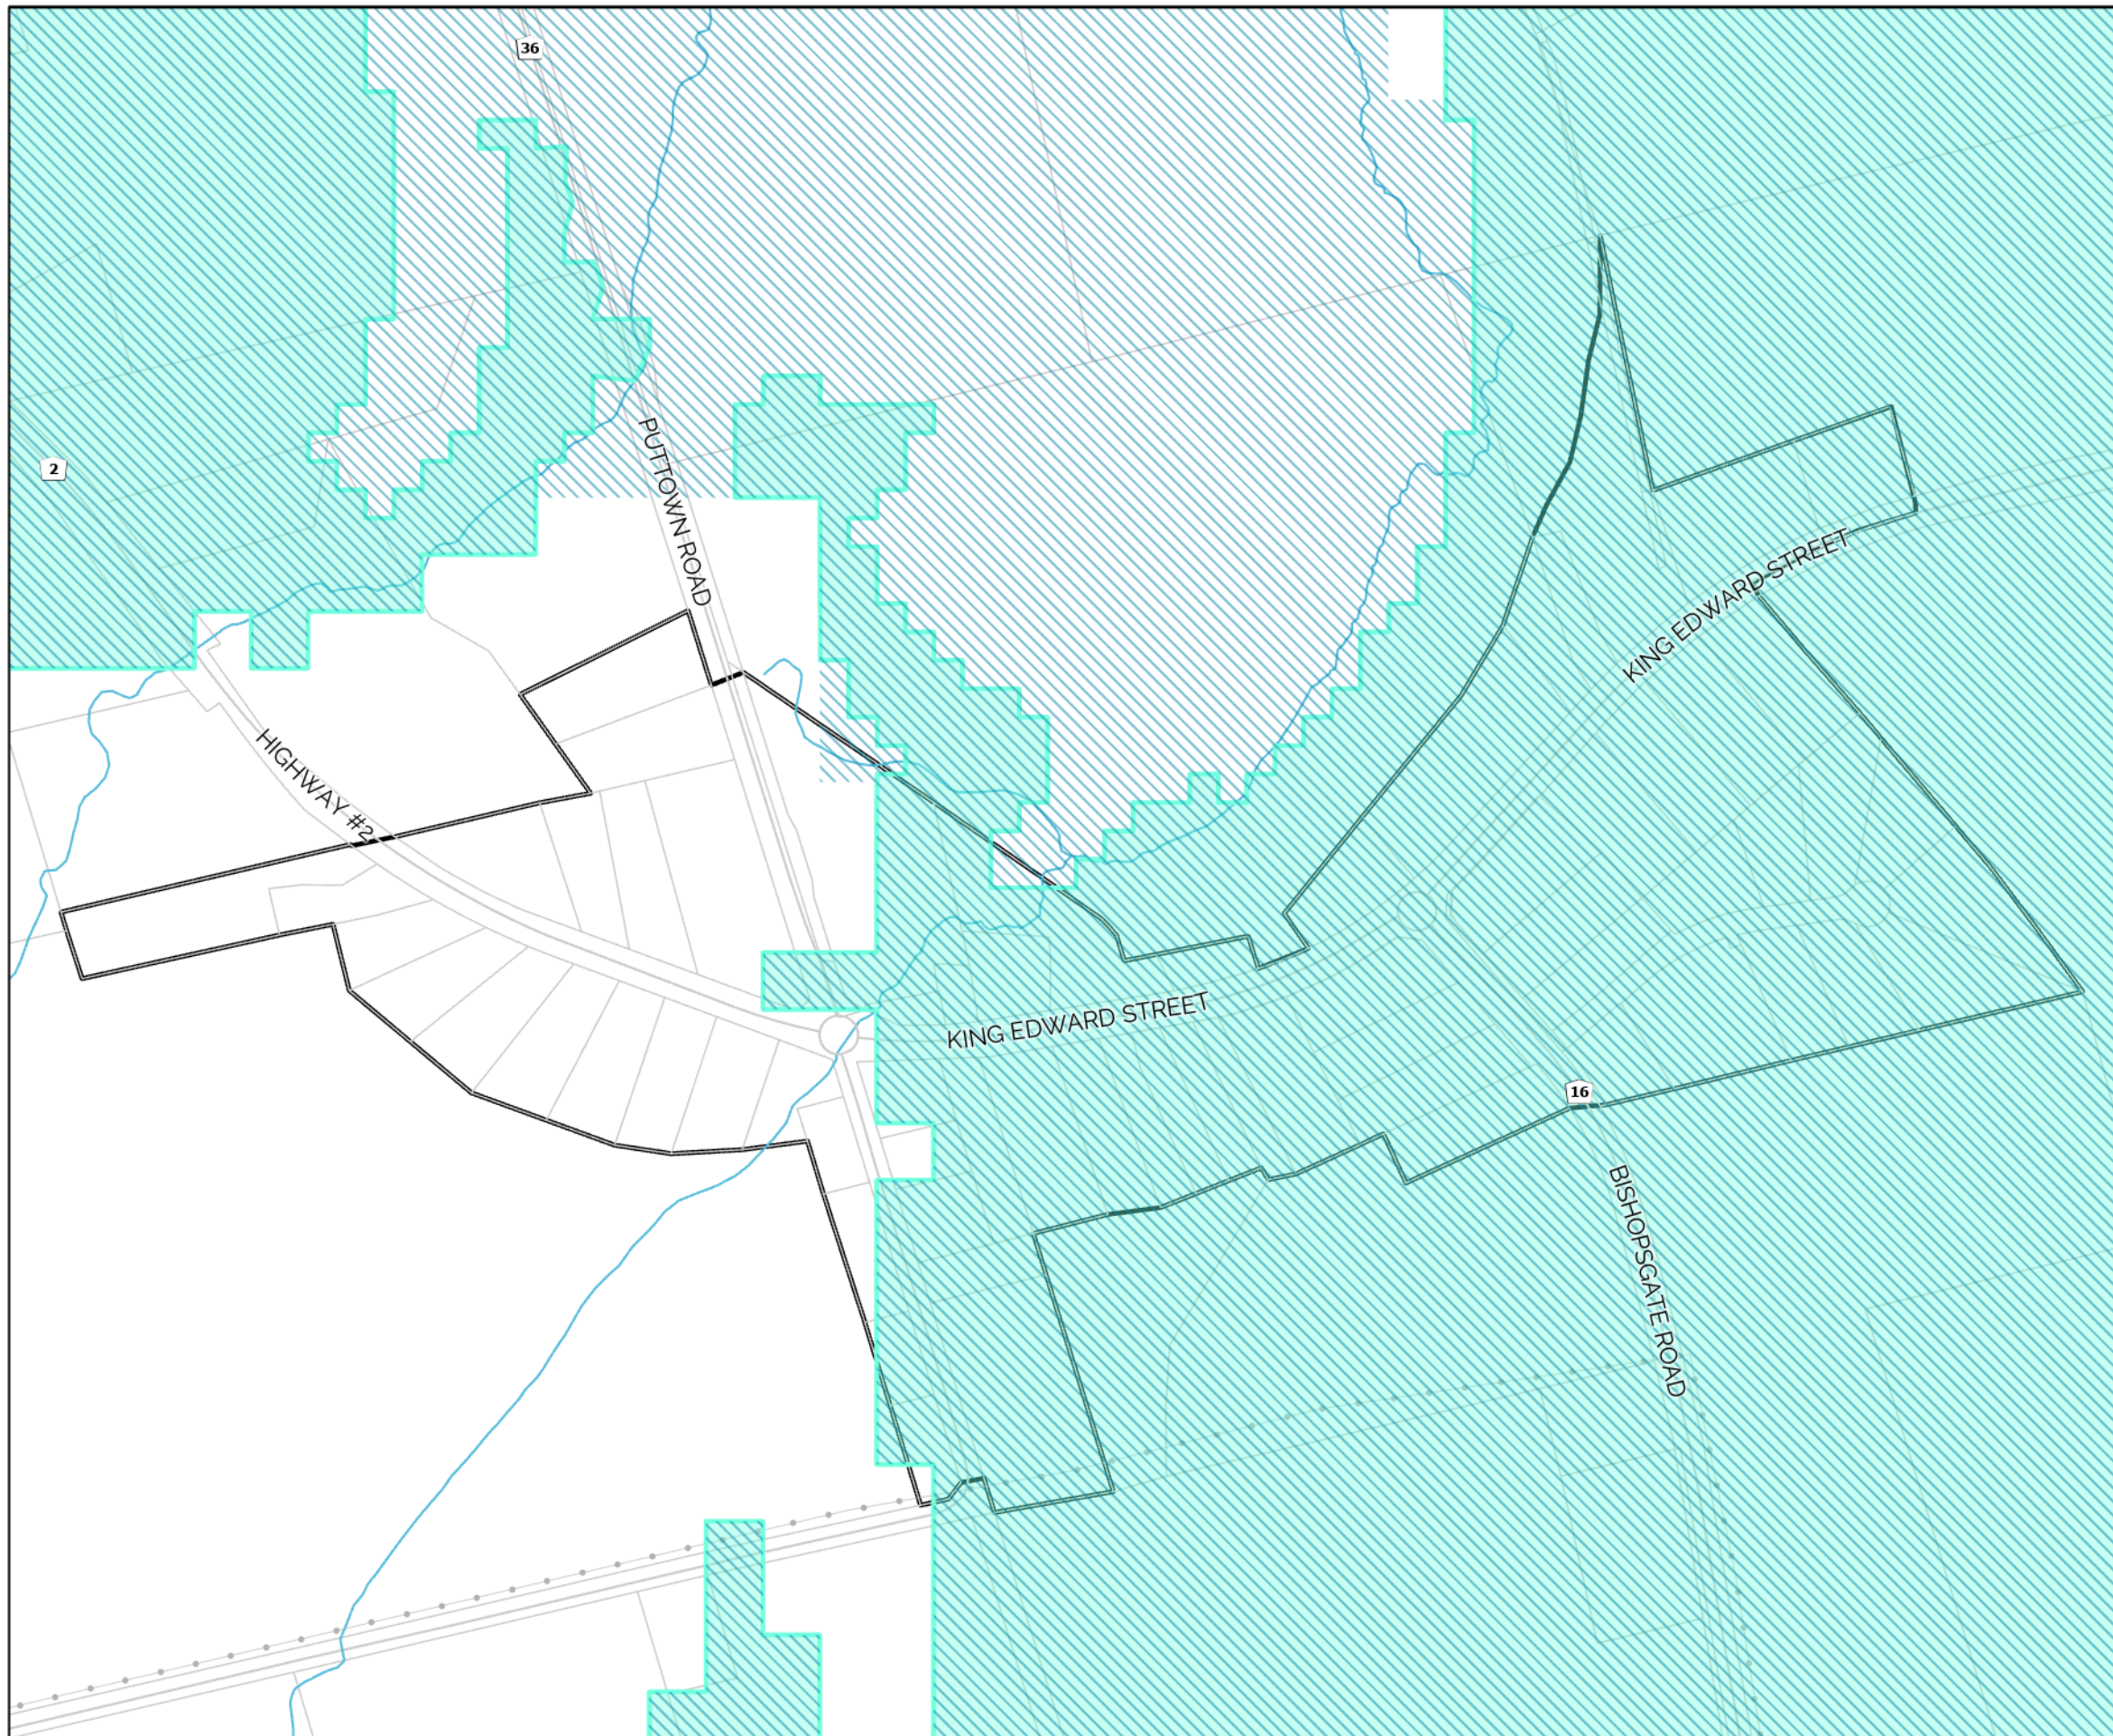 36
2
PUTTOWN ROAD
KING EDWARD STREET
HIGHWAY #2
KING EDWARD STREET
16
BISHOPSGATE ROAD